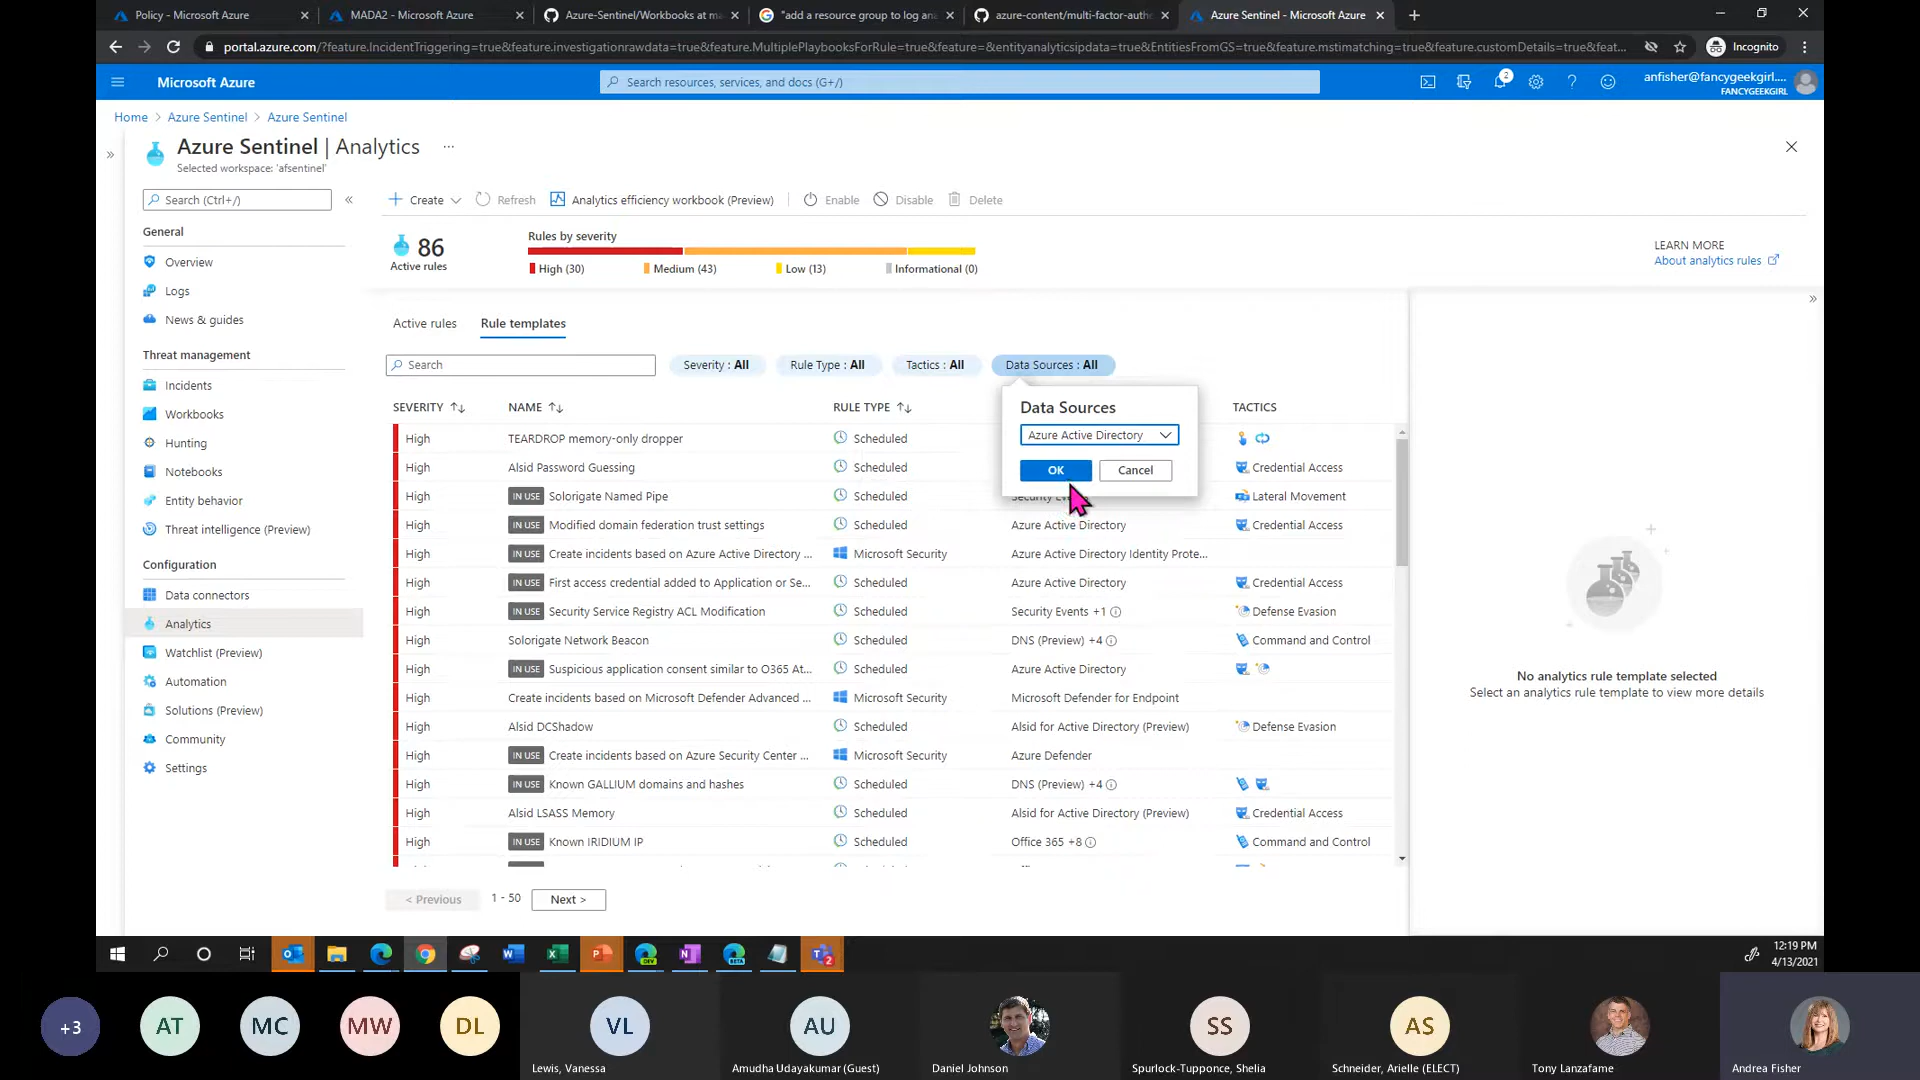 Policy - Microsoft Azure
MADA2 - Microsoft Azure
Azure-Sentinel/Workbooks at ma
"add a resource group to log ana
azure-content/multi-factor-authe
Azure Sentinel - Microsoft Azure
portal.azure.com/?feature.IncidentTriggering=true&feature.investigationrawdata=true&feature.MultiplePlaybooksForRule=true&feature=&entityanalyticsipdata=true&EntitiesFromGS=true&feature.mstimatching=true&feature.customDetails=true&feat...
Incognito
Microsoft Azure
Search resources, services, and docs (G+/)
2
anfisher@fancygeekgirl....
FANCYGEEKGIRL
Home > Azure Sentinel > Azure Sentinel
Azure Sentinel | Analytics ...
Selected workspace: 'afsentinel'
Search (Ctrl+/)
«
General
Overview
Logs
News & guides
Threat management
Incidents
Workbooks
Hunting
Notebooks
Entity behavior
Threat intelligence (Preview)
Configuration
Data connectors
Analytics
Watchlist (Preview)
Automation
Solutions (Preview)
Community
Settings
Create
Refresh
Analytics efficiency workbook (Preview)
Enable
Disable
Delete
86
Active rules
Rules by severity
High (30)
Medium (43)
Low (13)
Informational (0)
LEARN MORE
About analytics rules
Active rules
Rule templates
Search
Severity : All
Rule Type : All
Tactics : All
Data Sources : All
Data Sources
Azure Active Directory
OK
Cancel
SEVERITY NAME RULE TYPE TACTICS
High TEARDROP memory-only dropper Scheduled
High Alsid Password Guessing Scheduled Credential Access
High IN USE Solorigate Named Pipe Scheduled Lateral Movement
High IN USE Modified domain federation trust settings Scheduled Azure Active Directory Credential Access
High IN USE Create incidents based on Azure Active Directory ... Microsoft Security Azure Active Directory Identity Prote...
High IN USE First access credential added to Application or Se... Scheduled Azure Active Directory Credential Access
High IN USE Security Service Registry ACL Modification Scheduled Security Events +1 Defense Evasion
High Solorigate Network Beacon Scheduled DNS (Preview) +4 Command and Control
High IN USE Suspicious application consent similar to O365 At... Scheduled Azure Active Directory
High Create incidents based on Microsoft Defender Advanced ... Microsoft Security Microsoft Defender for Endpoint
High Alsid DCShadow Scheduled Alsid for Active Directory (Preview) Defense Evasion
High IN USE Create incidents based on Azure Security Center ... Microsoft Security Azure Defender
High IN USE Known GALLIUM domains and hashes Scheduled DNS (Preview) +4
High Alsid LSASS Memory Scheduled Alsid for Active Directory (Preview) Credential Access
High IN USE Known IRIDIUM IP Scheduled Office 365 +8 Command and Control
< Previous
1 - 50
Next >
No analytics rule template selected
Select an analytics rule template to view more details
12:19 PM
4/13/2021
+3
AT
MC
MW
DL
VL
Lewis, Vanessa
AU
Amudha Udayakumar (Guest)
Daniel Johnson
SS
Spurlock-Tupponce, Shelia
AS
Schneider, Arielle (ELECT)
Tony Lanzafame
Andrea Fisher